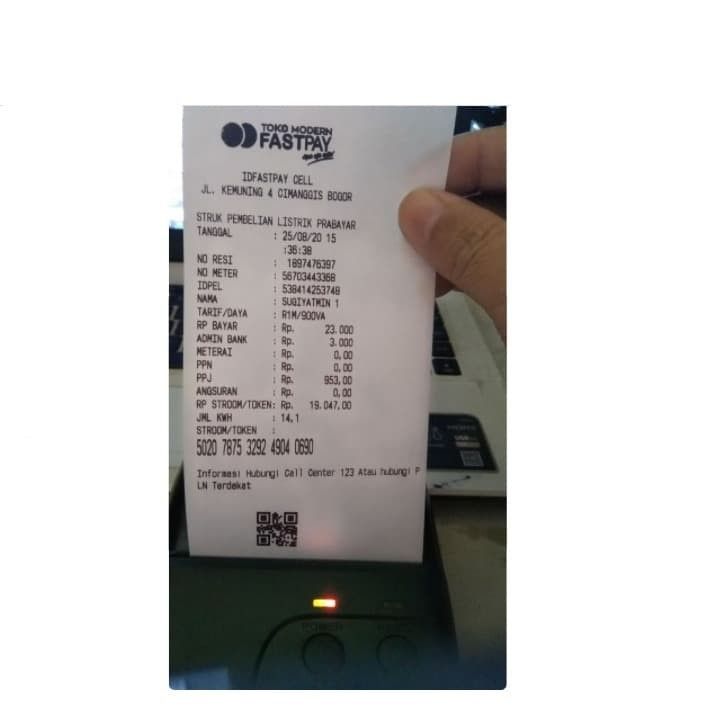 TOKO MODERN
FASTPAY
IDFASTPAY CELL
JL. KEMUNING 4 CIMANGGIS BOGOR
STRUK PEMBELIAN LISTRIK PRABAYAR
TANGGAL : 25/08/20 15
:36:38
NO RESI : 1897476397
NO METER : 56703443368
IDPEL : 538414253748
NAMA : SUGIYATMIN 1
TARIF/DAYA : R1M/900VA
RP BAYAR : Rp. 23.000
ADMIN BANK : Rp. 3.000
METERAI : Rp. 0,00
PPN : Rp. 0,00
PPJ : Rp. 953,00
ANGSURAN : Rp. 0,00
RP STROOM/TOKEN: Rp. 19.047,00
JML KWH : 14,1
STROOM/TOKEN :
5020 7875 3292 4904 0690
Informasi Hubungi Call Center 123 Atau hubungi P
LN Terdekat
POWER